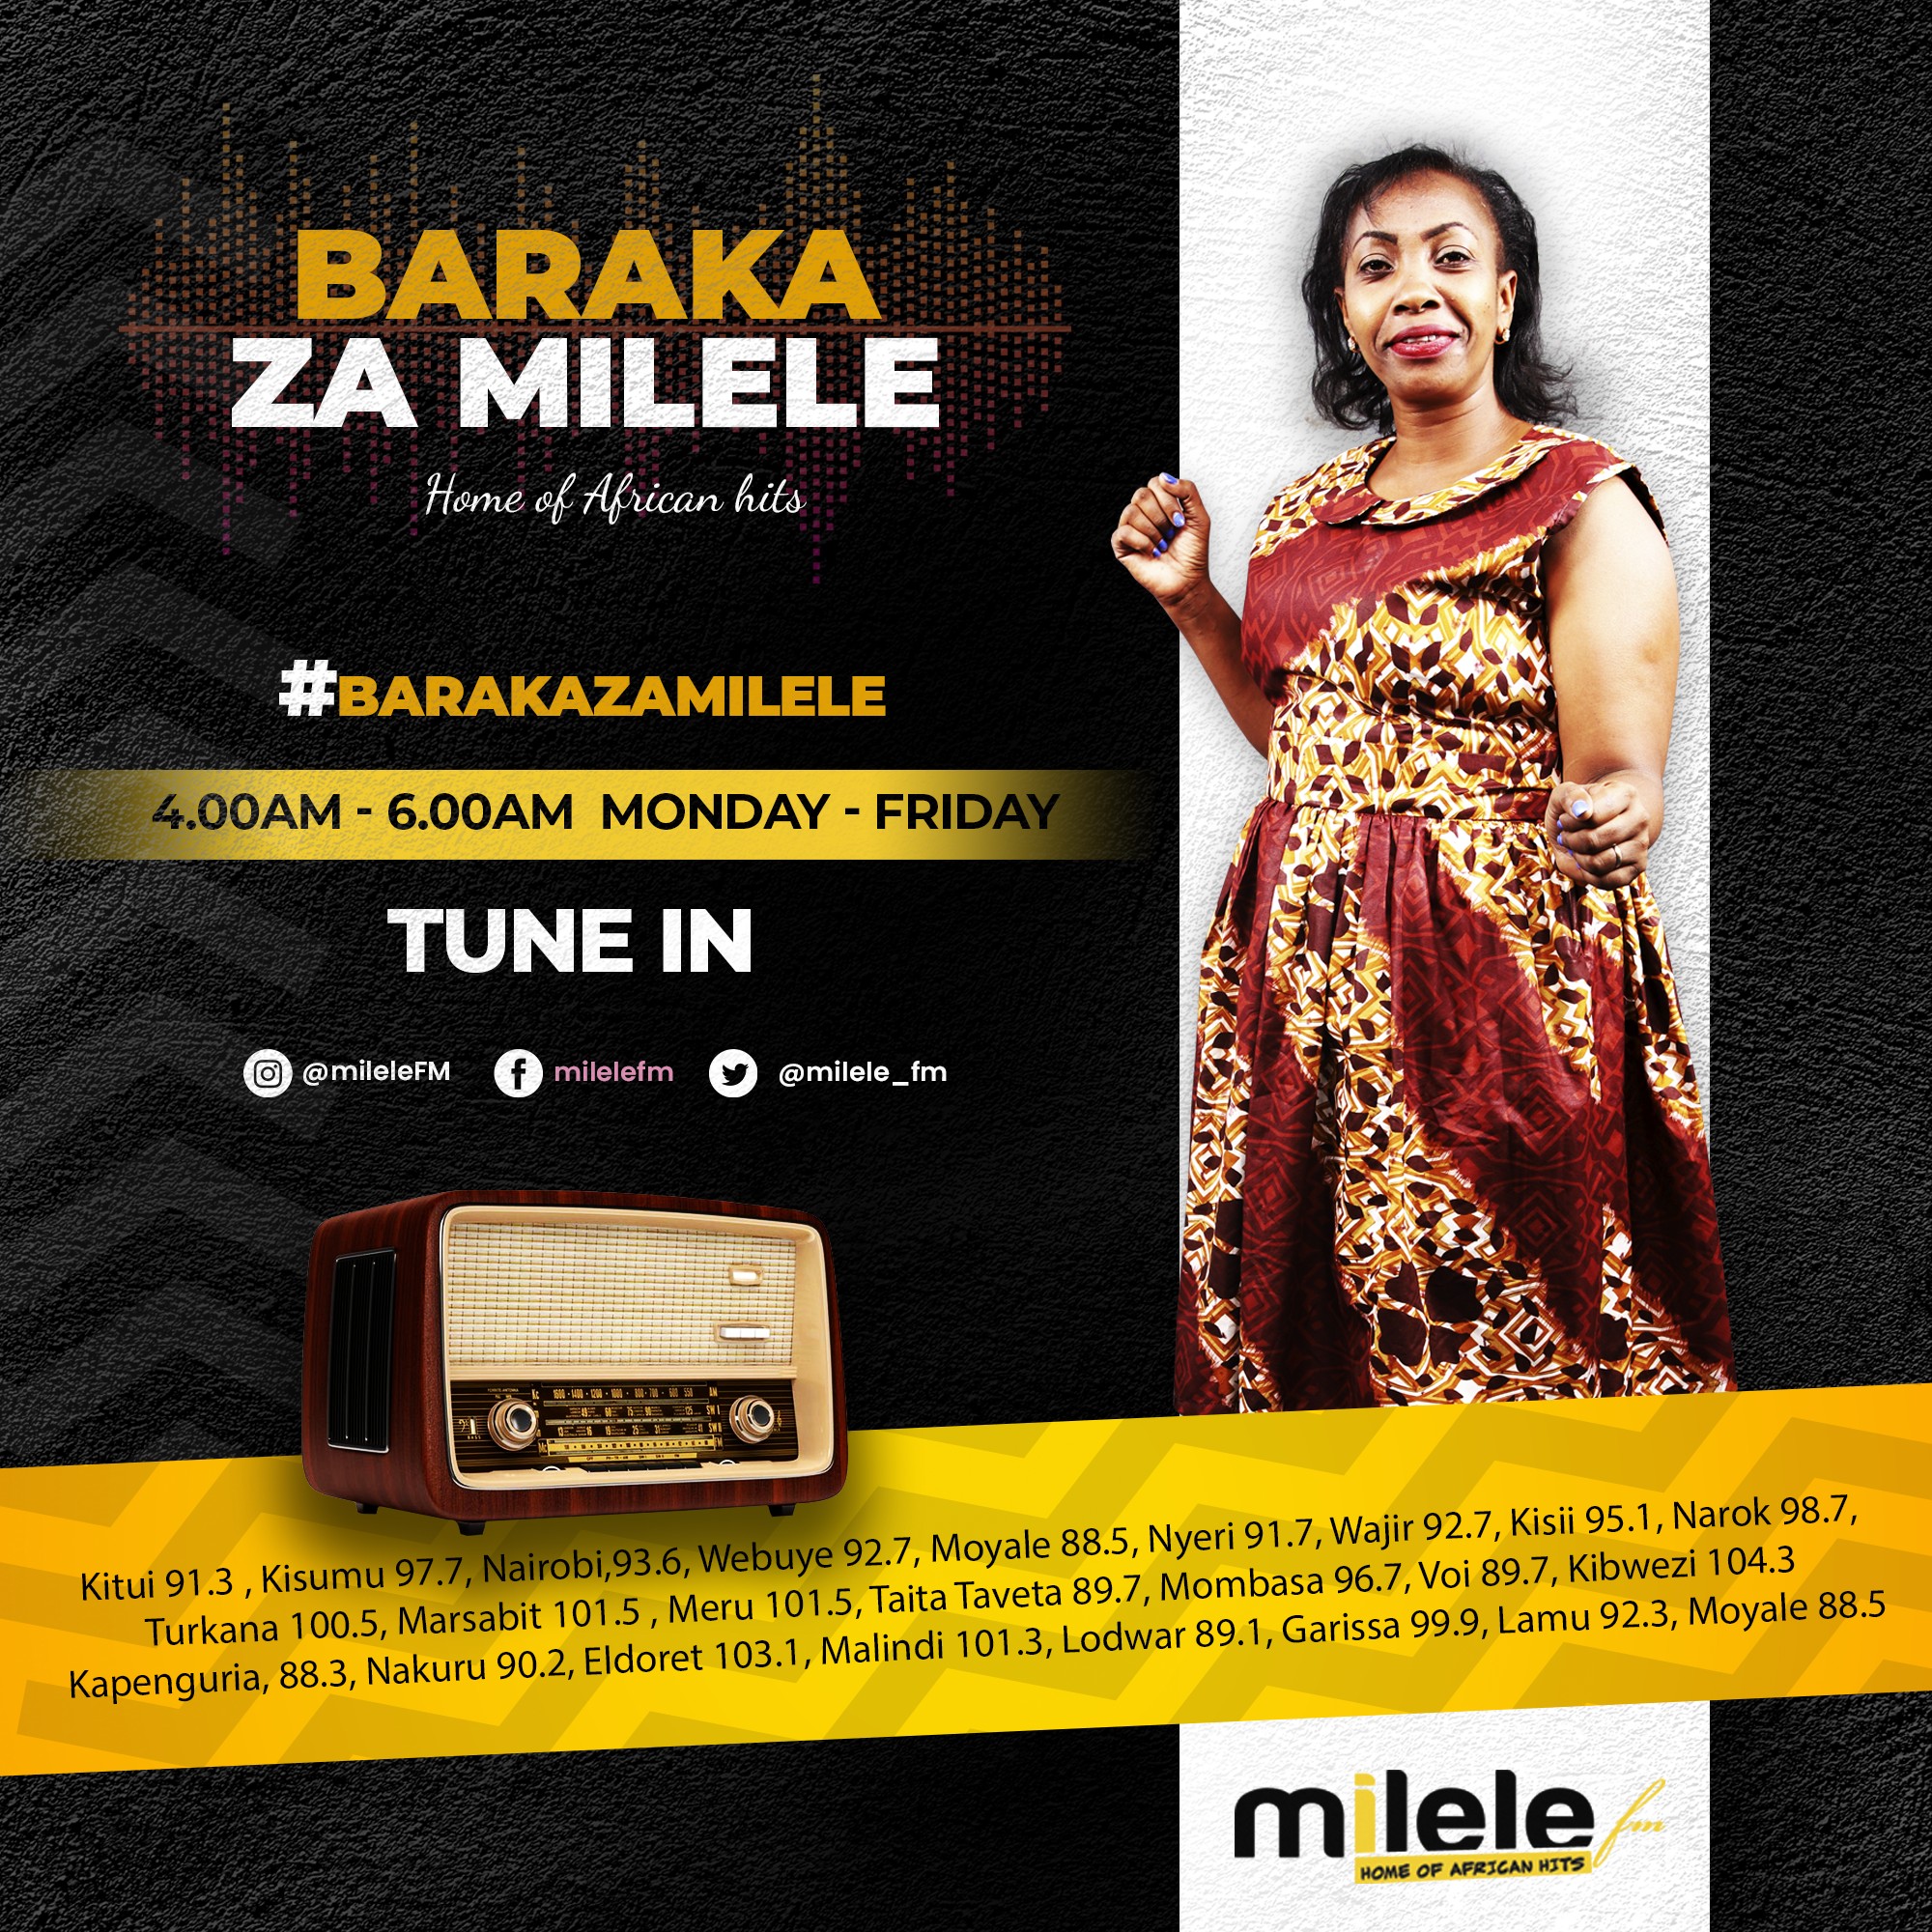 BARAKA
ZA MILELE
Home of African hits
#BARAKAZAMILELE
4.00AM - 6.00AM MONDAY - FRIDAY
TUNE IN
@mileleFM milelefm @milele_fm
Kitui 91.3 , Kisumu 97.7, Nairobi,93.6, Webuye 92.7, Moyale 88.5, Nyeri 91.7, Wajir 92.7, Kisii 95.1, Narok 98.7,
Turkana 100.5, Marsabit 101.5 , Meru 101.5, Taita Taveta 89.7, Mombasa 96.7, Voi 89.7, Kibwezi 104.3
Kapenguria, 88.3, Nakuru 90.2, Eldoret 103.1, Malindi 101.3, Lodwar 89.1, Garissa 99.9, Lamu 92.3, Moyale 88.5
milele fm
HOME OF AFRICAN HITS